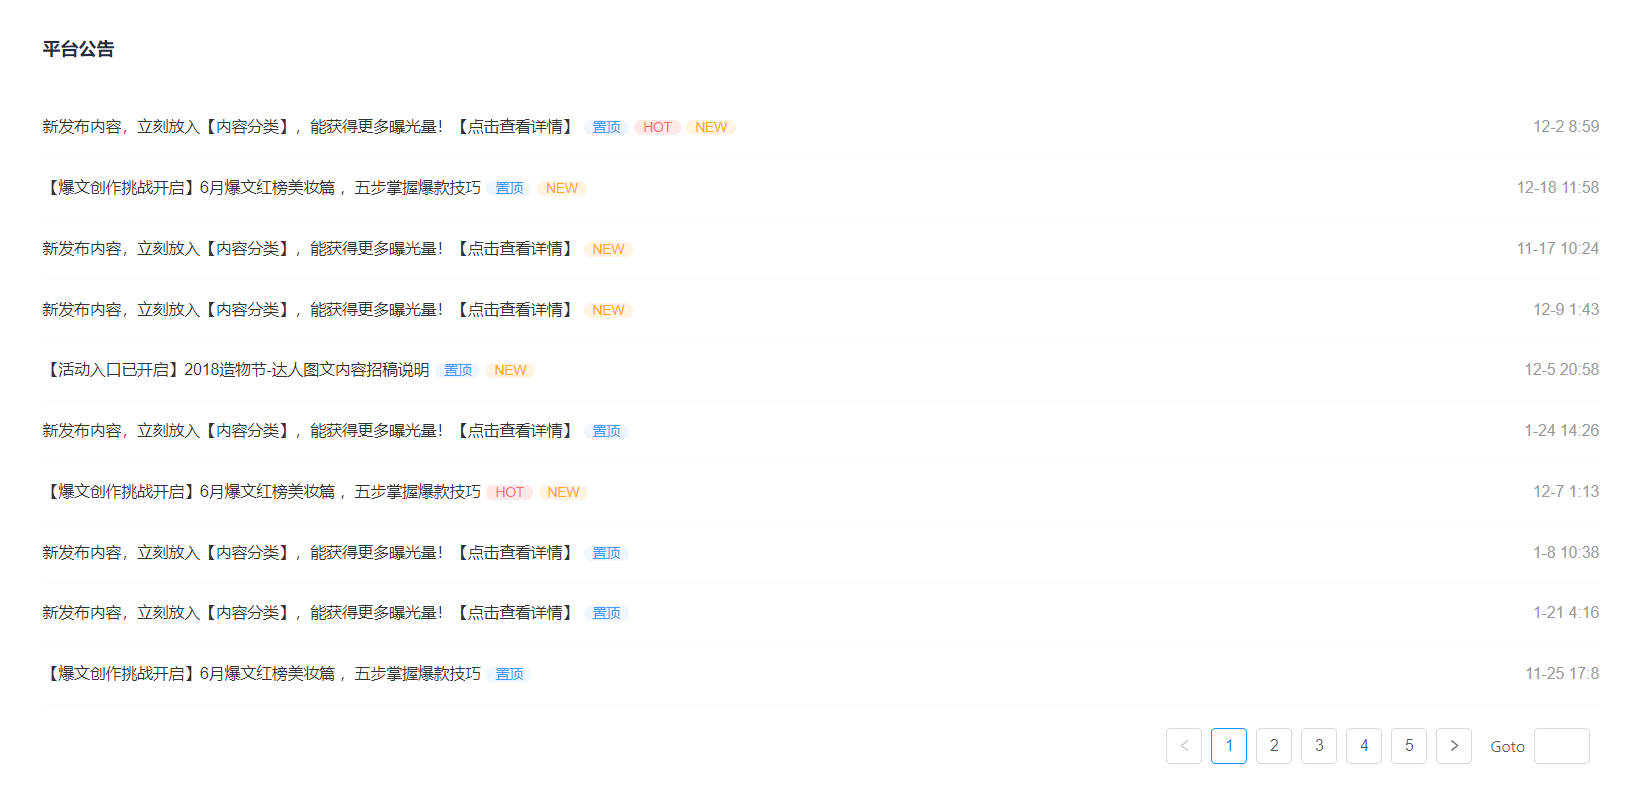 平台公告
新发布内容，立刻放入【内容分类】，能获得更多曝光量！【点击查看详情】 置顶 HOT NEW 12-2 8:59
【爆文创作挑战开启】6月爆文红榜美妆篇 ，五步掌握爆款技巧 置顶 NEW 12-18 11:58
新发布内容，立刻放入【内容分类】，能获得更多曝光量！【点击查看详情】 NEW 11-17 10:24
新发布内容，立刻放入【内容分类】，能获得更多曝光量！【点击查看详情】 NEW 12-9 1:43
【活动入口已开启】2018造物节-达人图文内容招稿说明 置顶 NEW 12-5 20:58
新发布内容，立刻放入【内容分类】，能获得更多曝光量！【点击查看详情】 置顶 1-24 14:26
【爆文创作挑战开启】6月爆文红榜美妆篇 ，五步掌握爆款技巧 HOT NEW 12-7 1:13
新发布内容，立刻放入【内容分类】，能获得更多曝光量！【点击查看详情】 置顶 1-8 10:38
新发布内容，立刻放入【内容分类】，能获得更多曝光量！【点击查看详情】 置顶 1-21 4:16
【爆文创作挑战开启】6月爆文红榜美妆篇 ，五步掌握爆款技巧 置顶 11-25 17:8
< 1 2 3 4 5 > Goto